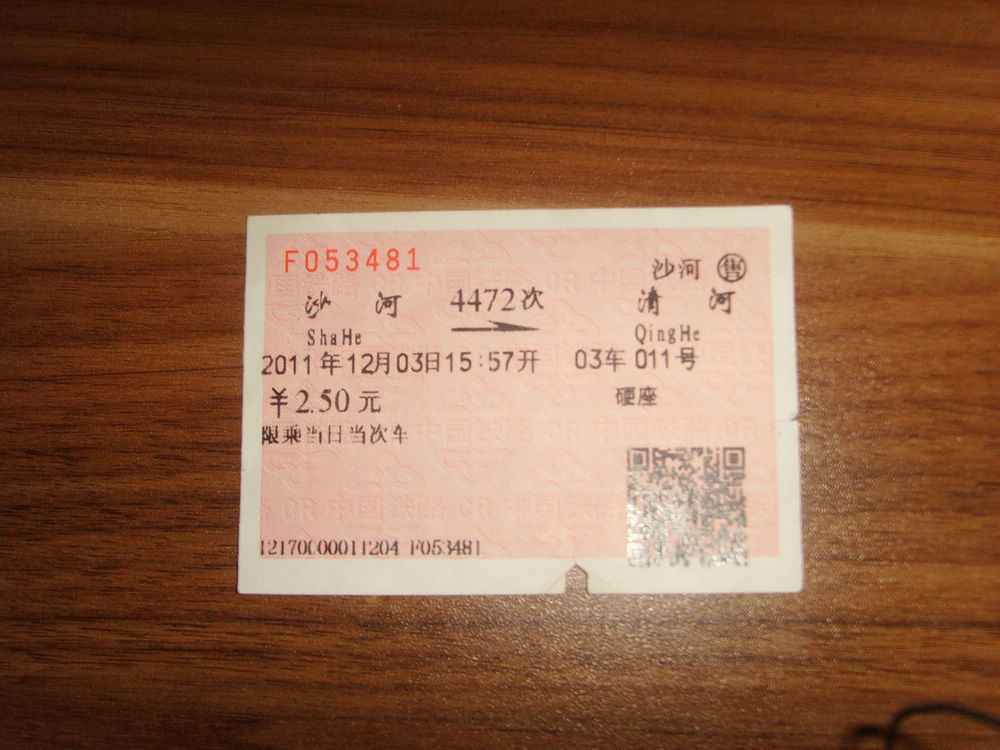 F053481
沙河 售
沙河 4472次 清河
ShaHe QingHe
2011年12月03日15:57开 03车 011号
¥2.50元 硬座
限乘当日当次车
12170000011204 F053481